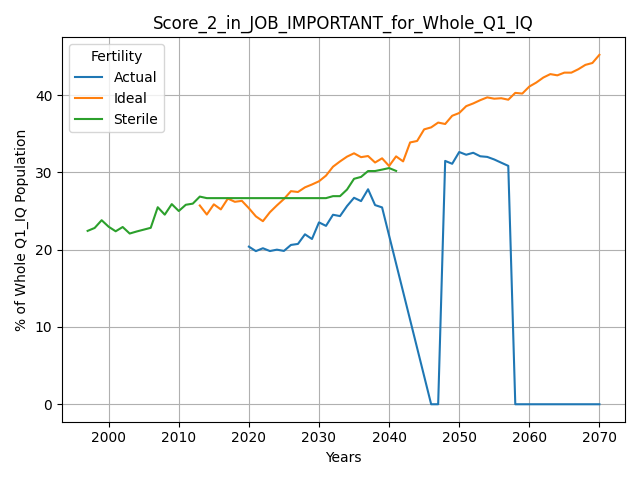 Score_2_in_JOB_IMPORTANT_for_Whole_Q1_IQ
Fertility
Actual
Ideal
Sterile
% of Whole Q1_IQ Population
40
30
20
10
0
2000 2010 2020 2030 2040 2050 2060 2070
Years